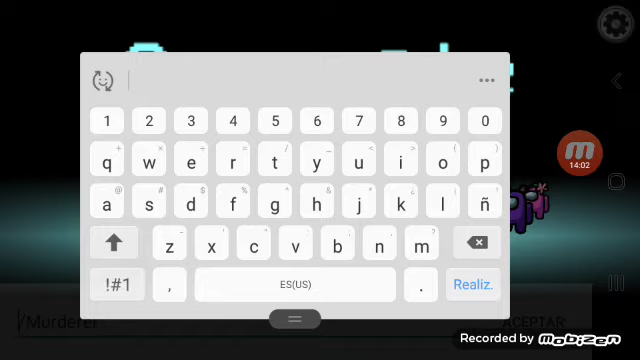 1 2 3 4 5 6 7 8 9 0
+ × ÷ = / _ < > ( )
q w e r t y u i o p
@ # $ % ^ & * ¿ ¡ '
a s d f g h j k l ñ
z x c v b n m
!#1 , ES(US) . Realiz.
14:02
/Murderer
ACEPTAR
Recorded by mobizen